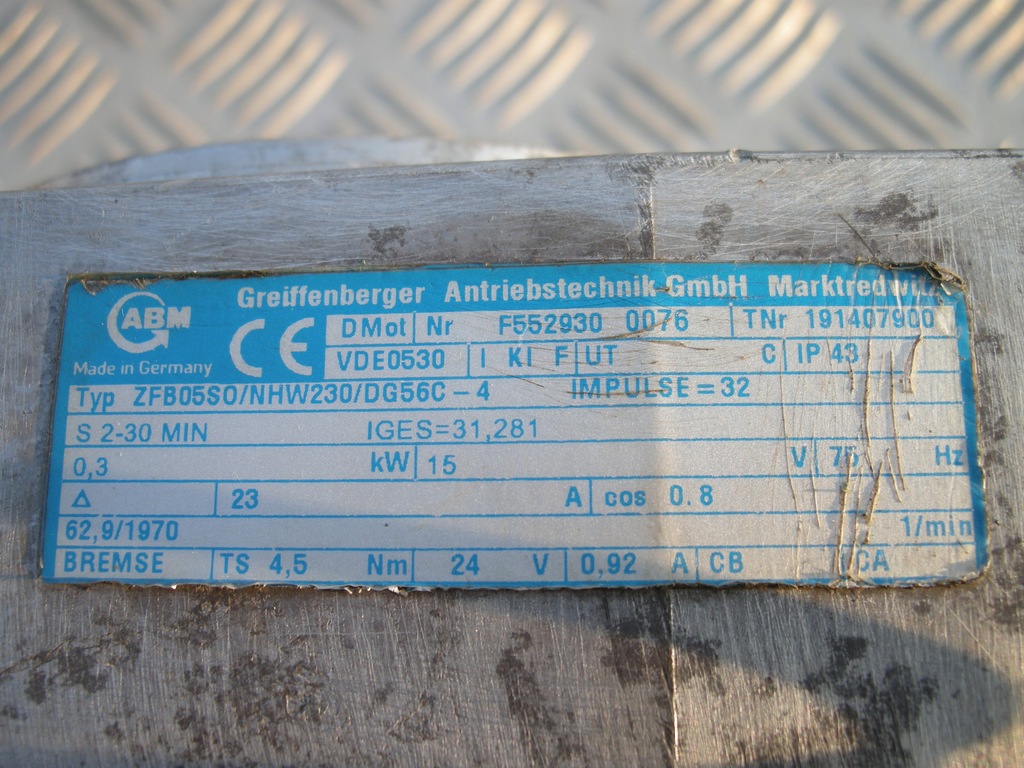 ABM
Made in Germany
Greiffenberger Antriebstechnik GmbH
CE
DMot Nr F552930 0076 TNr 191407900
VDE0530 I KI F UT C IP 43
Typ ZFB05SO/NHW230/DG56C-4 IMPULSE=32
S 2-30 MIN IGES=31,281
0,3 kW 15 V 75 Hz
Δ 23 A cos 0.8
62,9/1970 1/min
BREMSE TS 4,5 Nm 24 V 0,92 A CB CA